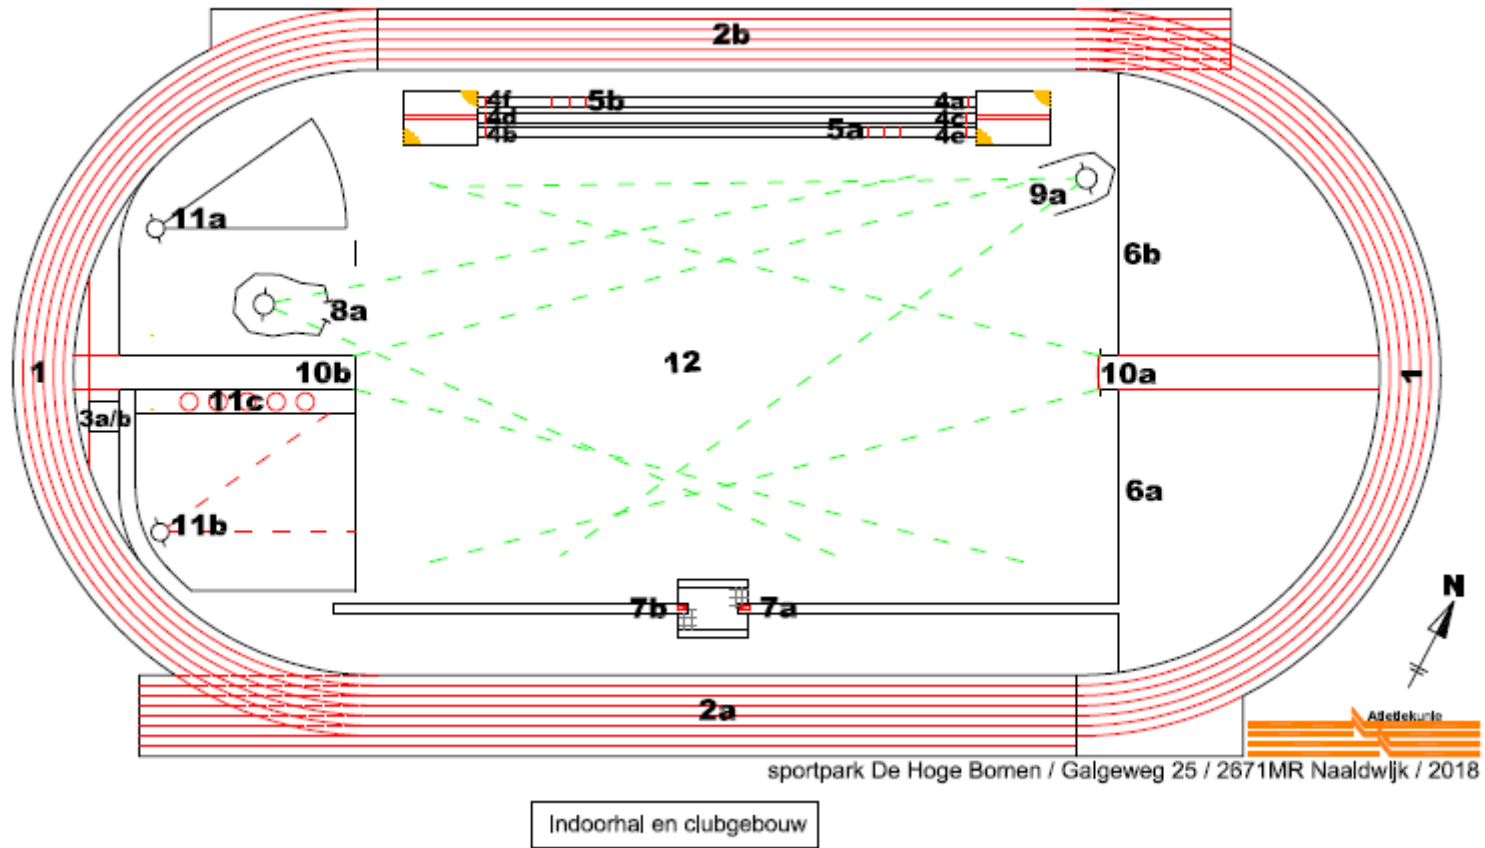 2b
4f 5b 4a
4d 4c
4b 5a 4e
9a
11a
6b
8a
12
1 10b 10a 1
11c
3a/b
6a
11b
N
7b 7a
2a
Atletiekunie
sportpark De Hoge Bomen / Galgeweg 25 / 2671MR Naaldwijk / 2018
Indoorhal en clubgebouw